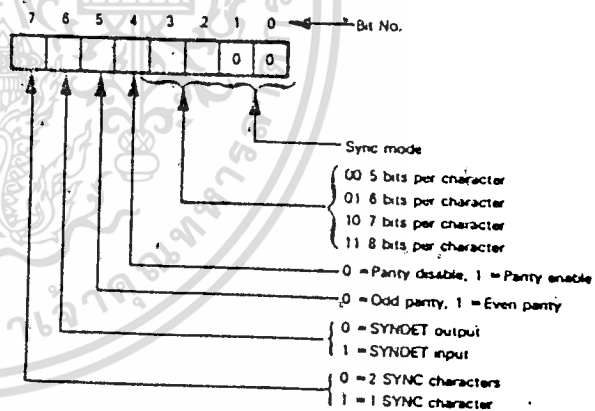 7 6 5 4 3 2 1 0 Bit No.
0 0
Sync mode
00 5 bits per character
01 6 bits per character
10 7 bits per character
11 8 bits per character
0 = Parity disable, 1 = Parity enable
0 = Odd parity, 1 = Even parity
0 = SYNDET output
1 = SYNDET input
0 = 2 SYNC characters
1 = 1 SYNC character